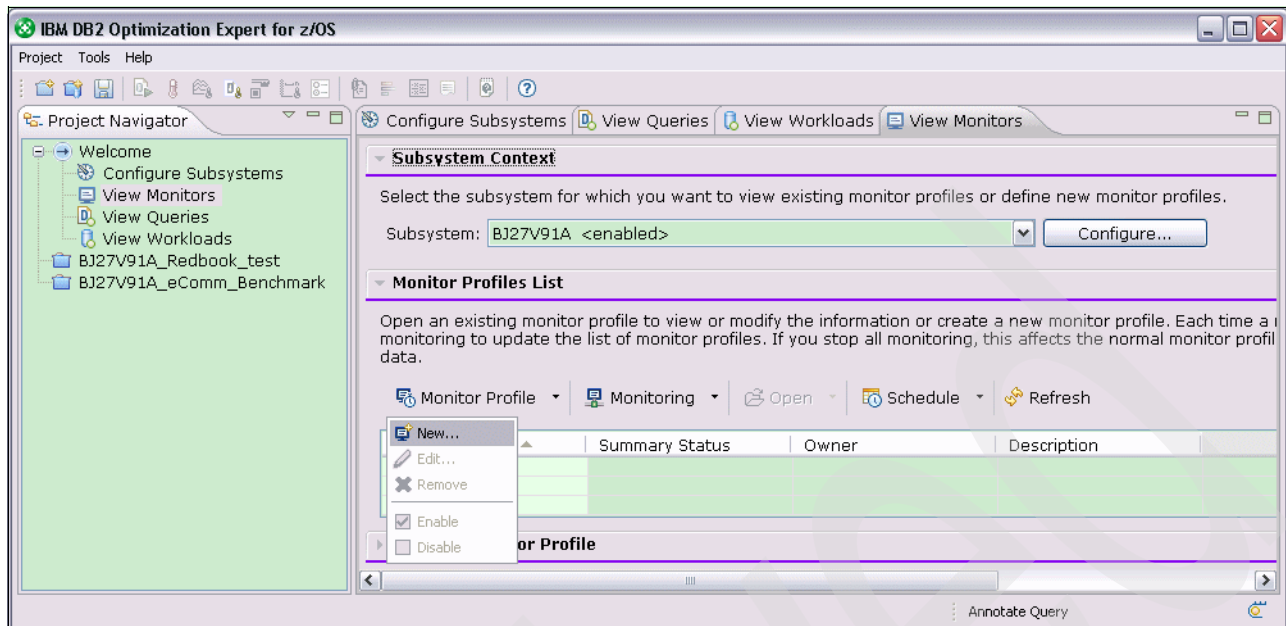 IBM DB2 Optimization Expert for z/OS
Project Tools Help
Project Navigator
Configure Subsystems View Queries View Workloads View Monitors
Welcome
Configure Subsystems
View Monitors
View Queries
View Workloads
BJ27V91A_Redbook_test
BJ27V91A_eComm_Benchmark
Subsystem Context
Select the subsystem for which you want to view existing monitor profiles or define new monitor profiles.
Subsystem: BJ27V91A <enabled> Configure...
Monitor Profiles List
Open an existing monitor profile to view or modify the information or create a new monitor profile. Each time a
monitoring to update the list of monitor profiles. If you stop all monitoring, this affects the normal monitor profil
data.
Monitor Profile Monitoring Open Schedule Refresh
New...
Edit...
Remove
Enable
Disable
Summary Status Owner Description
or Profile
Annotate Query